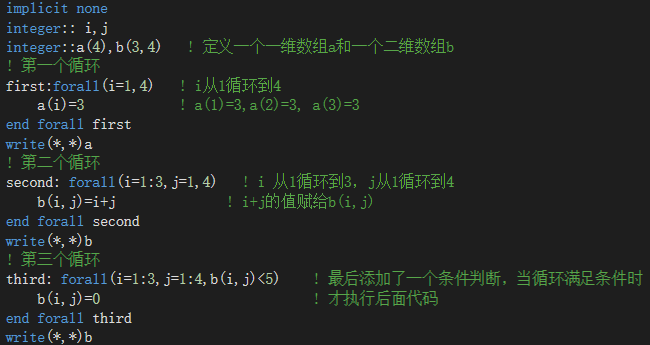 implicit none
integer:: i,j
integer::a(4),b(3,4)   ! 定义一个一维数组a和一个二维数组b
! 第一个循环
first:forall(i=1,4)   ! i从1循环到4
    a(i)=3            ! a(1)=3,a(2)=3, a(3)=3
end forall first
write(*,*)a
! 第二个循环
second: forall(i=1:3,j=1,4)   ! i 从1循环到3, j从1循环到4
    b(i,j)=i+j              ! i+j的值赋给b(i,j)
end forall second
write(*,*)b
! 第三个循环
third: forall(i=1:3,j=1:4,b(i,j)<5)    ! 最后添加了一个条件判断，当循环满足条件时
    b(i,j)=0                           ! 才执行后面代码
end forall third
write(*,*)b